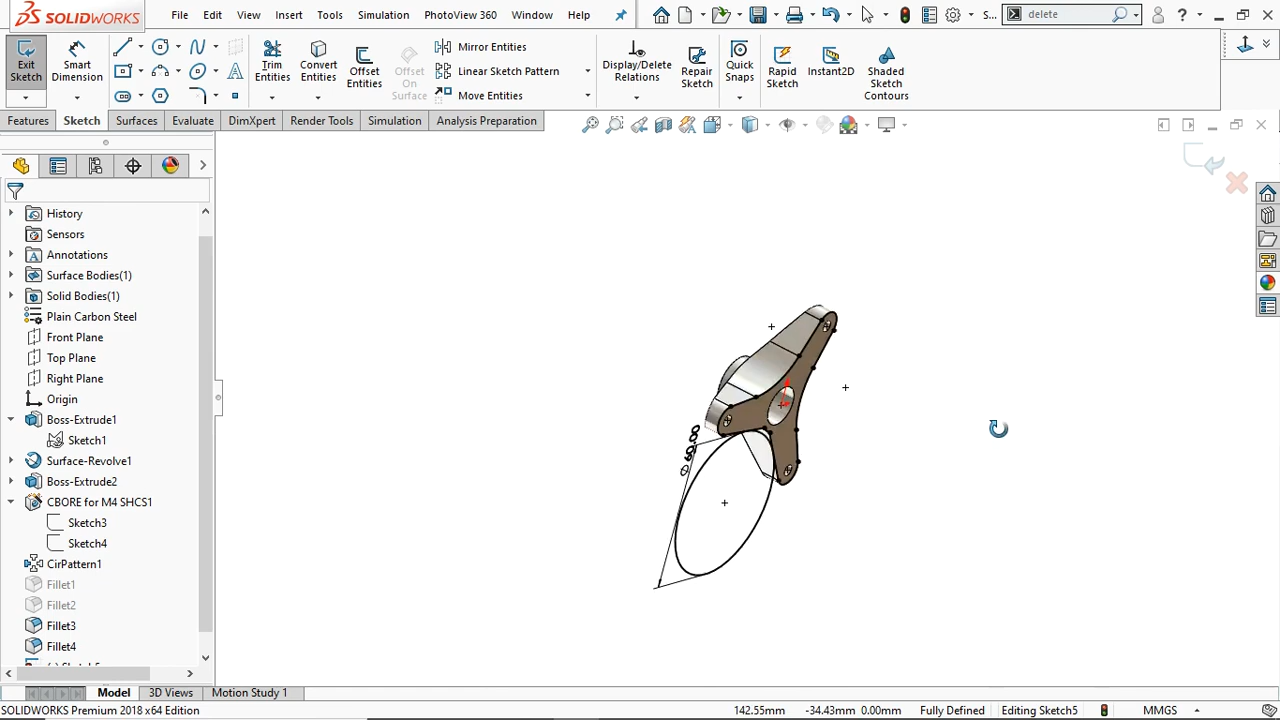 SOLIDWORKS File Edit View Insert Tools Simulation PhotoView 360 Window Help S... delete
Exit Sketch Smart Dimension Trim Entities Convert Entities Offset Entities Offset On Surface Mirror Entities Linear Sketch Pattern Move Entities Display/Delete Relations Repair Sketch Quick Snaps Rapid Sketch Instant2D Shaded Sketch Contours
Features Sketch Surfaces Evaluate DimXpert Render Tools Simulation Analysis Preparation
History
Sensors
Annotations
Surface Bodies(1)
Solid Bodies(1)
Plain Carbon Steel
Front Plane
Top Plane
Right Plane
Origin
Boss-Extrude1
Sketch1
Surface-Revolve1
Boss-Extrude2
CBORE for M4 SHCS1
Sketch3
Sketch4
CirPattern1
Fillet1
Fillet2
Fillet3
Fillet4
Model 3D Views Motion Study 1
SOLIDWORKS Premium 2018 x64 Edition 142.55mm -34.43mm 0.00mm Fully Defined Editing Sketch5 MMGS